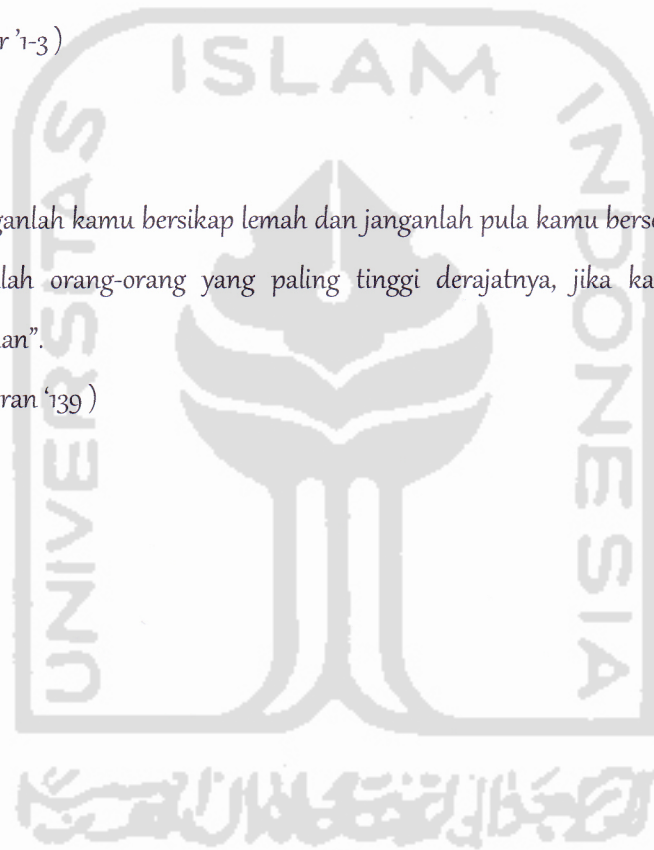 r '1-3 )
ISLAM
UNIVERSITAS
INDONESIA
ganlah kamu bersikap lemah dan janganlah pula kamu berse
lah orang-orang yang paling tinggi derajatnya, jika ka
an".
ran '139 )